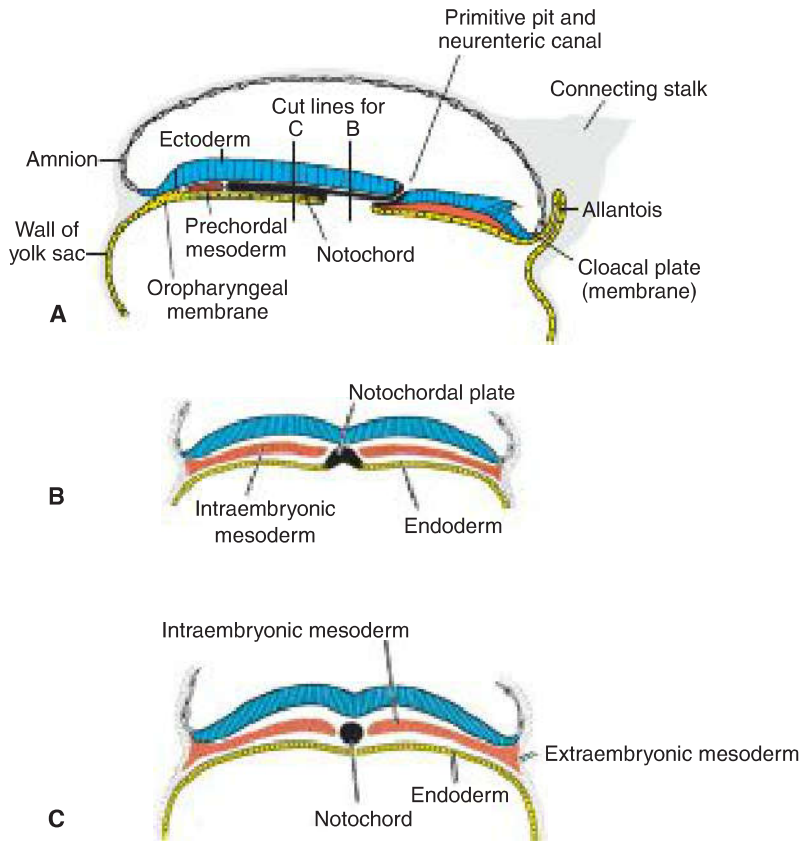 Primitive pit and
neurenteric canal
Connecting stalk
Cut lines for
C B
Ectoderm
Amnion
Allantois
Prechordal
mesoderm
Notochord
Wall of
yolk sac
Cloacal plate
(membrane)
Oropharyngeal
membrane
A
Notochordal plate
B
Intraembryonic
mesoderm
Endoderm
Intraembryonic mesoderm
Extraembryonic mesoderm
Endoderm
Notochord
C